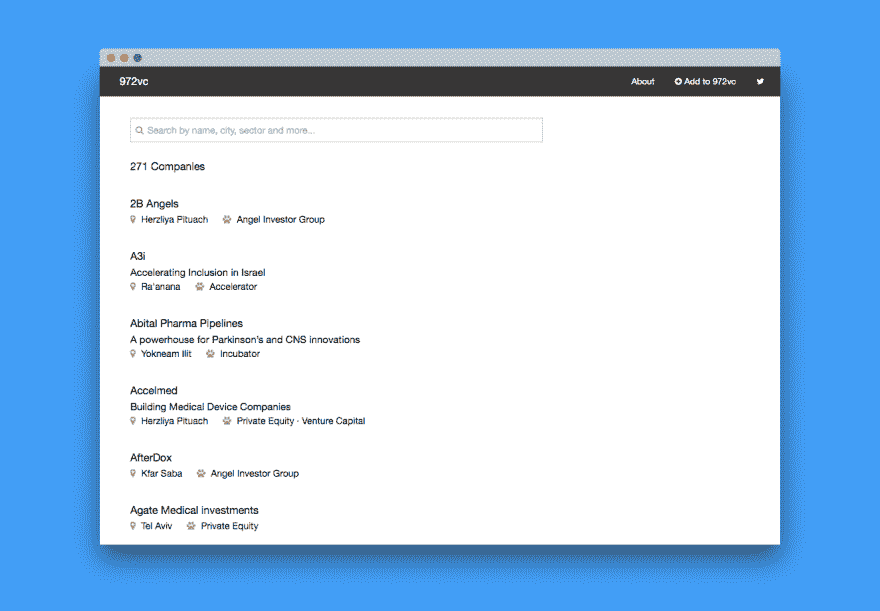 972vc About Add to 972vc
Search by name, city, sector and more...
271 Companies
2B Angels
Herzliya Pituach Angel Investor Group
A3i
Accelerating Inclusion in Israel
Ra'anana Accelerator
Abital Pharma Pipelines
A powerhouse for Parkinson's and CNS innovations
Yokneam Ilit Incubator
Accelmed
Building Medical Device Companies
Herzliya Pituach Private Equity · Venture Capital
AfterDox
Kfar Saba Angel Investor Group
Agate Medical investments
Tel Aviv Private Equity